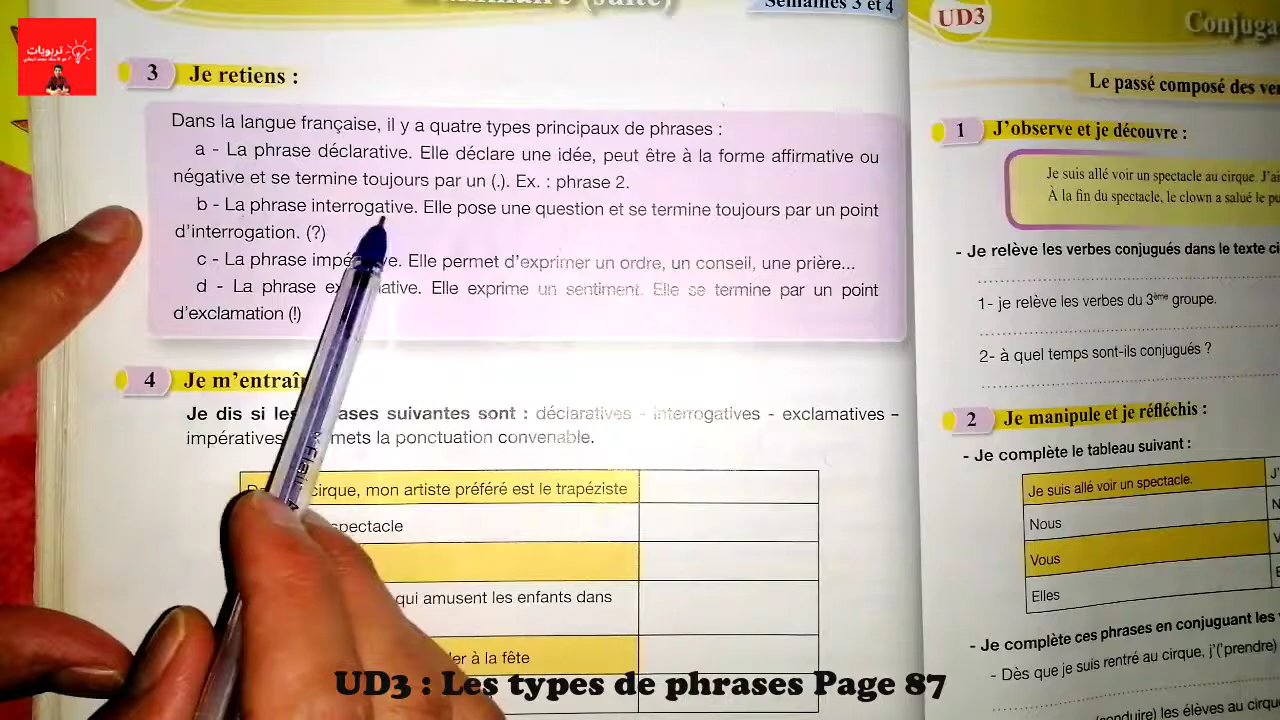 تربويات
Semaines 3 et 4
3 Je retiens :
Dans la langue française, il y a quatre types principaux de phrases :
a - La phrase déclarative. Elle déclare une idée, peut être à la forme affirmative ou
négative et se termine toujours par un (.). Ex. : phrase 2.
b - La phrase interrogative. Elle pose une question et se termine toujours par un point
d'interrogation. (?)
c - La phrase impé ve. Elle permet d'exprimer un ordre, un conseil, une prière...
d - La phrase ex mative. Elle exprime un sentiment. Elle se termine par un point
d'exclamation (!)
4 Je m'entraîn
Je dis si les ases suivantes sont : déclaratives - interrogatives - exclamatives –
impératives mets la ponctuation convenable.
cirque, mon artiste préféré est le trapéziste
spectacle
qui amusent les enfants dans
ler à la fête
UD3
Conjuga
Le passé composé des ve
1 J'observe et je découvre :
Je suis allé voir un spectacle au cirque. J'ai
À la fin du spectacle, le clown a salué le pu
- Je relève les verbes conjugués dans le texte ci
1- je relève les verbes du 3ème groupe.
2- à quel temps sont-ils conjugués ?
2 Je manipule et je réfléchis :
- Je complète le tableau suivant :
Je suis allé voir un spectacle. J'
Nous N
Vous V
Elles E
- Je complète ces phrases en conjuguant les
- Dès que je suis rentré au cirque, j'('prendre)
(conduire) les élèves au cirq
UD3 : Les types de phrases Page 87